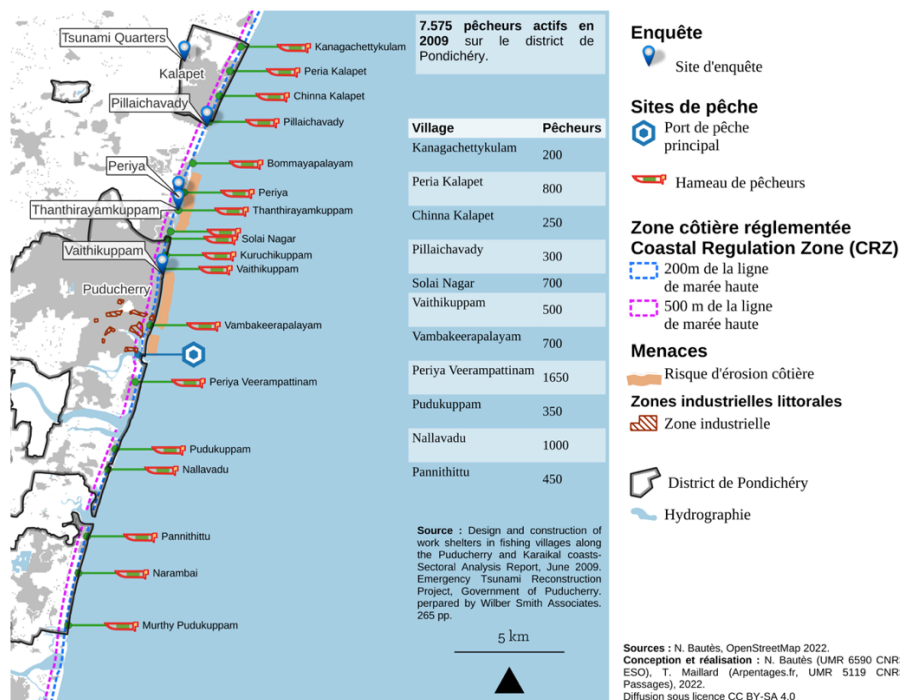 Tsunami Quarters
Kalapet
Pillaichavady
Periya
Thanthirayamkuppam
Vaithikuppam
Puducherry
Kanagachettykulam
Peria Kalapet
Chinna Kalapet
Pillaichavady
Bommayapalayam
Periya
Thanthirayamkuppam
Solai Nagar
Kuruchikuppam
Vaithikuppam
Vambakeerapalayam
Periya Veerampattinam
Pudukuppam
Nallavadu
Pannithittu
Narambai
Murthy Pudukuppam
7.575 pêcheurs actifs en
2009 sur le district de
Pondichéry.
Village Pêcheurs
Kanagachettykulam 200
Peria Kalapet 800
Chinna Kalapet 250
Pillaichavady 300
Solai Nagar 700
Vaithikuppam 500
Vambakeerapalayam 700
Periya Veerampattinam 1650
Pudukuppam 350
Nallavadu 1000
Pannithittu 450
Source : Design and construction of
work shelters in fishing villages along
the Puducherry and Karaikal coasts-
Sectoral Analysis Report, June 2009.
Emergency Tsunami Reconstruction
Project, Government of Puducherry.
perpared by Wilber Smith Associates.
265 pp.
5 km
Enquête
Site d'enquête
Sites de pêche
Port de pêche
principal
Hameau de pêcheurs
Zone côtière réglementée
Coastal Regulation Zone (CRZ)
200m de la ligne
de marée haute
500 m de la ligne
de marée haute
Menaces
Risque d'érosion côtière
Zones industrielles littorales
Zone industrielle
District de Pondichéry
Hydrographie
Sources : N. Bautès, OpenStreetMap 2022.
Conception et réalisation : N. Bautès (UMR 6590 CNRS
ESO), T. Maillard (Arpentages.fr, UMR 5119 CNRS
Passages), 2022.
Diffusion sous licence CC BY-SA 4.0